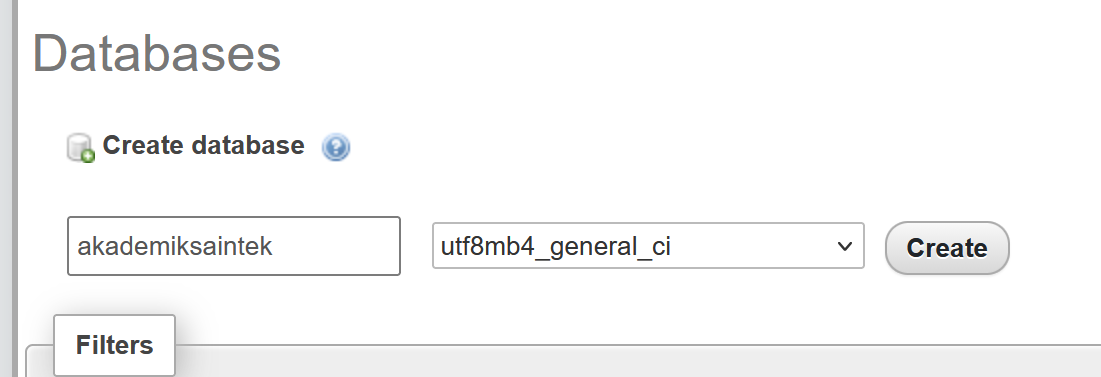 Databases
Create database
akademiksaintek
utf8mb4_general_ci
Create
Filters